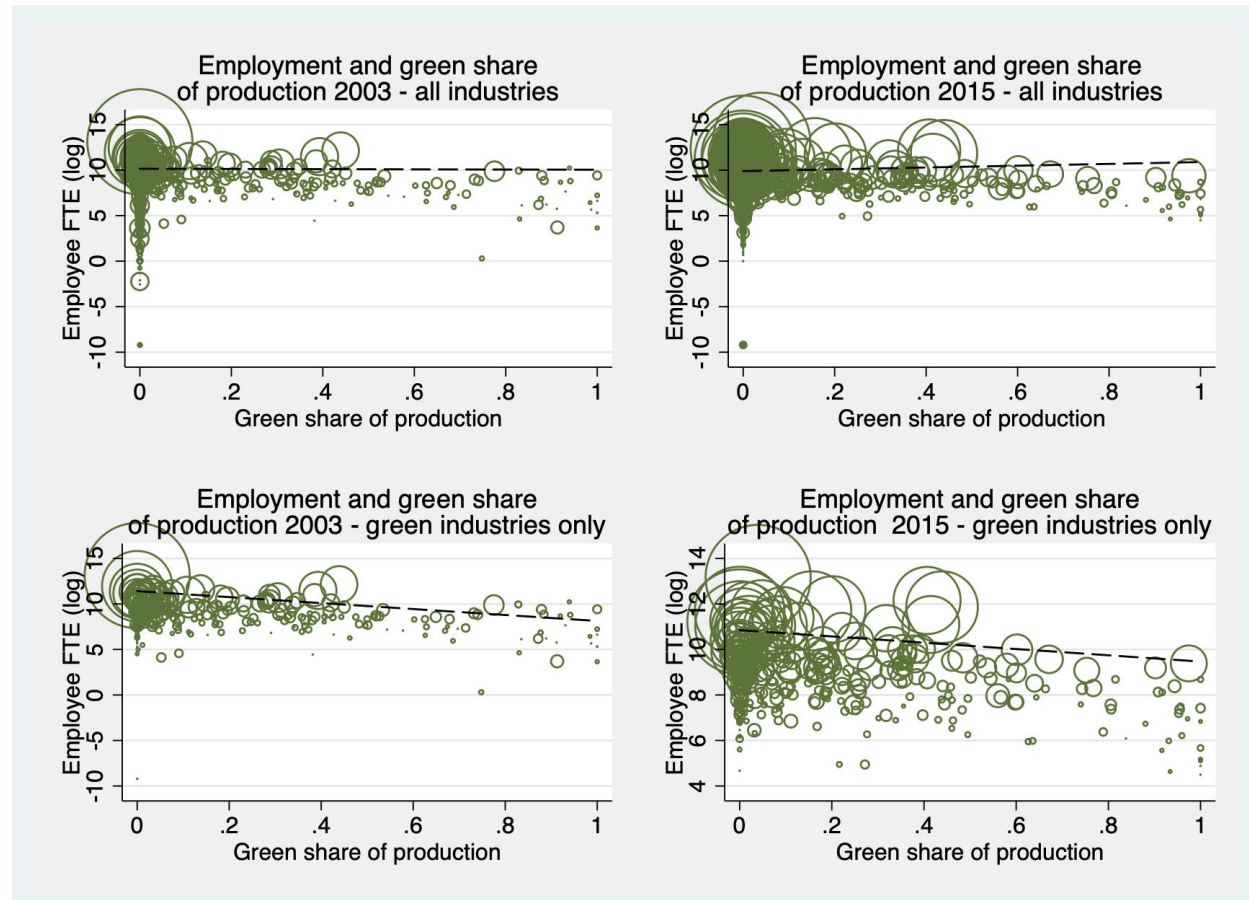 Employment and green share
of production 2003 - all industries
Employee FTE (log)
15
10
5
0
-5
-10
0 .2 .4 .6 .8 1
Green share of production
Employment and green share
of production 2015 - all industries
Employee FTE (log)
15
10
5
0
-5
-10
0 .2 .4 .6 .8 1
Green share of production
Employment and green share
of production 2003 - green industries only
Employee FTE (log)
15
10
5
0
-5
-10
0 .2 .4 .6 .8 1
Green share of production
Employment and green share
of production  2015 - green industries only
Employee FTE (log)
14
12
10
8
6
4
0 .2 .4 .6 .8 1
Green share of production